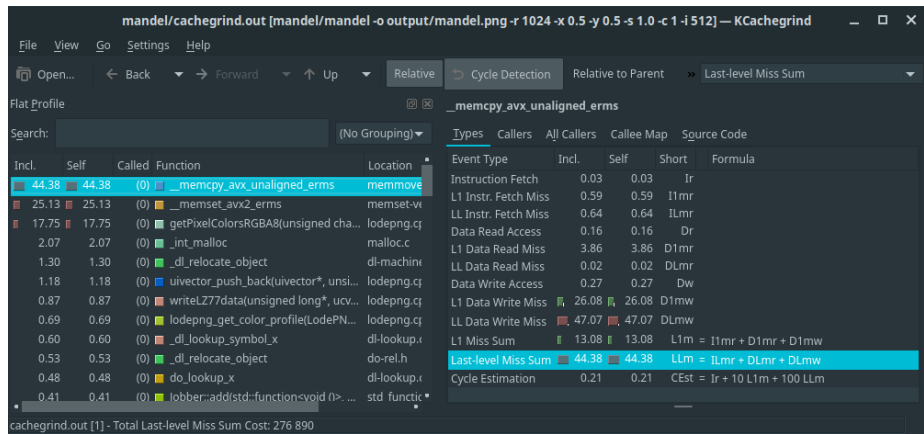 mandel/cachegrind.out [mandel/mandel -o output/mandel.png -r 1024 -x 0.5 -y 0.5 -s 1.0 -c 1 -i 512] — KCachegrind
File View Go Settings Help
Open... Back Forward Up Relative Cycle Detection Relative to Parent » Last-level Miss Sum
Flat Profile
Search: (No Grouping)
Incl. Self Called Function Location
44.38 44.38 (0) __memcpy_avx_unaligned_erms memmove
25.13 25.13 (0) __memset_avx2_erms memset-ve
17.75 17.75 (0) getPixelColorsRGBA8(unsigned cha... lodepng.cp
2.07 2.07 (0) _int_malloc malloc.c
1.30 1.30 (0) _dl_relocate_object dl-machine
1.18 1.18 (0) uivector_push_back(uivector*, unsi... lodepng.cp
0.87 0.87 (0) writeLZ77data(unsigned long*, ucv... lodepng.cp
0.69 0.69 (0) lodepng_get_color_profile(LodePN... lodepng.cp
0.60 0.60 (0) _dl_lookup_symbol_x dl-lookup.c
0.53 0.53 (0) _dl_relocate_object do-rel.h
0.48 0.48 (0) do_lookup_x dl-lookup.c
0.41 0.41 (0) Jobber::add(std::function<void ()>, ... std_functic
__memcpy_avx_unaligned_erms
Types Callers All Callers Callee Map Source Code
Event Type Incl. Self Short Formula
Instruction Fetch 0.03 0.03 Ir
L1 Instr. Fetch Miss 0.59 0.59 I1mr
LL Instr. Fetch Miss 0.64 0.64 ILmr
Data Read Access 0.16 0.16 Dr
L1 Data Read Miss 3.86 3.86 D1mr
LL Data Read Miss 0.02 0.02 DLmr
Data Write Access 0.27 0.27 Dw
L1 Data Write Miss 26.08 26.08 D1mw
LL Data Write Miss 47.07 47.07 DLmw
L1 Miss Sum 13.08 13.08 L1m = I1mr + D1mr + D1mw
Last-level Miss Sum 44.38 44.38 LLm = ILmr + DLmr + DLmw
Cycle Estimation 0.21 0.21 CEst = Ir + 10 L1m + 100 LLm
cachegrind.out [1] - Total Last-level Miss Sum Cost: 276 890